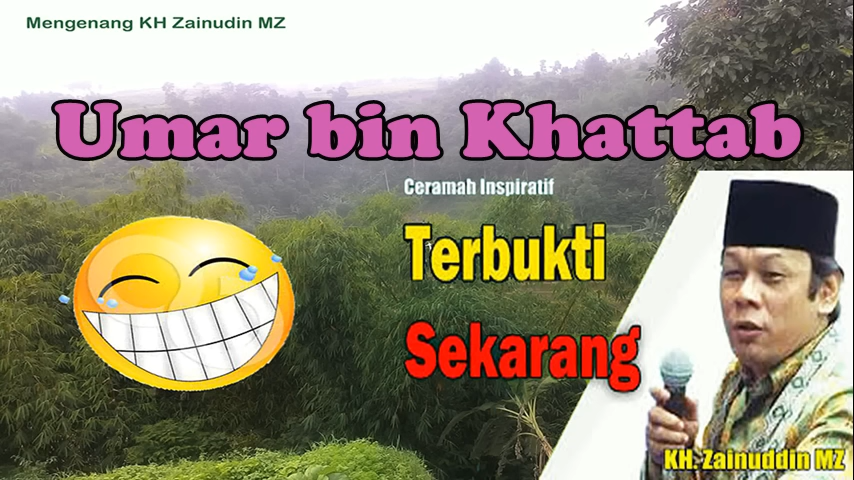 Mengenang KH Zainudin MZ
Umar bin Khattab
Ceramah Inspiratif
Terbukti
Sekarang
KH. Zainuddin MZ